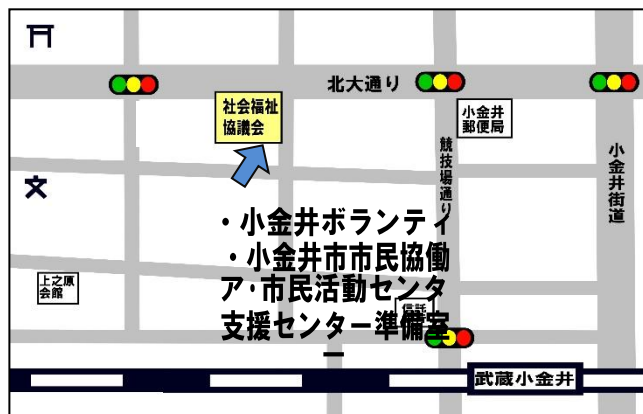 北大通り
社会福祉
協議会
小金井
郵便局
競技場通り
小金井街道
・小金井ボランティ
・小金井市市民協働
ア・市民活動センタ
支援センター準備室
ー
上之原
会館
信託
武蔵小金井